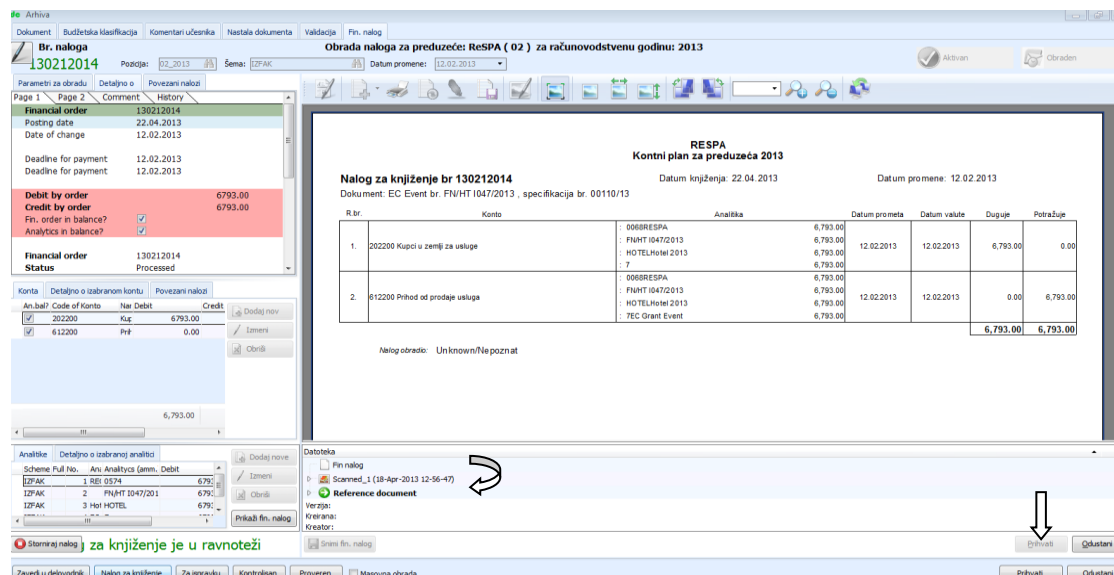 Arhiva
Dokument Budžetska klasifikacija Komentari učesnika Nastala dokumenta Validacija Fin. nalog
Br. naloga
130212014
Obrada naloga za preduzeće: ReSPA ( 02 ) za računovodstvenu godinu: 2013
Pozicija: 02_2013 Šema: IZFAK Datum promene: 12.02.2013
Aktivan Obrađen
Parametri za obradu Detaljno o Povezani nalozi
Page 1 Page 2 Comment History
Financial order 130212014
Posting date 22.04.2013
Date of change 12.02.2013
Deadline for payment 12.02.2013
Deadline for payment 12.02.2013
Debit by order 6793.00
Credit by order 6793.00
Fin. order in balance?
Analytics in balance?
Financial order 130212014
Status Processed
Konta Detaljno o izabranom kontu Povezani nalozi
An.bal? Code of Konto Nar Debit Credit
202200 Kup 6793.00
612200 Prih 0.00
6,793.00
Dodaj nov
Izmeni
Obriši
RESPA
Kontni plan za preduzeća 2013
Nalog za knjiženje br 130212014 Datum knjiženja: 22.04.2013 Datum promene: 12.02.2013
Dokument: EC Event br. FN/HT I047/2013 , specifikacija br. 00110/13
R.br. Konto Analitika Datum prometa Datum valute Duguje Potražuje
: 0068RESPA 6,793.00
: FN/HT I047/2013 6,793.00
1. 202200 Kupci u zemlji za usluge : HOTELHotel 2013 6,793.00 12.02.2013 12.02.2013 6,793.00 0.00
: 7 6,793.00
: 0068RESPA 6,793.00
: FN/HT I047/2013 6,793.00
2. 612200 Prihod od prodaje usluga : HOTELHotel 2013 6,793.00 12.02.2013 12.02.2013 0.00 6,793.00
: 7EC Grant Event 6,793.00
6,793.00 6,793.00
Nalog obradio: Unknown/Nepoznat
Analitike Detaljno o izabranoj analitici
Scheme Full No. An Analitycs (amm. Debit
IZFAK 1 REI 0574 679
IZFAK 2 FN/HT I047/201 679
IZFAK 3 Hot HOTEL 679
Dodaj nove
Izmeni
Obriši
Prikaži fin. nalog
Datoteka
Fin nalog
Scanned_1 (18-Apr-2013 12-56-47)
Reference document
Verzija:
Kreirana:
Kreator:
Storniraj nalog za knjiženje je u ravnoteži
Snimi fin. nalog Prihvati Odustani
Zavedi u delovodnik Nalog za knjiženje Za ispravku Kontrolisan Proveren Masovna obrada Prihvati Odustani